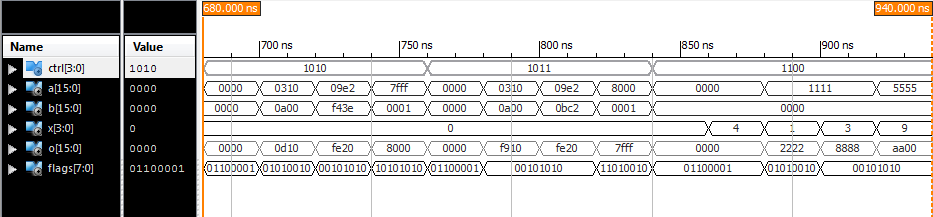 680.000 ns 940.000 ns
Name Value 700 ns 750 ns 800 ns 850 ns 900 ns
ctrl[3:0] 1010 1010 1011 1100
a[15:0] 0000 0000 0310 09e2 7fff 0000 0310 09e2 8000 0000 1111 5555
b[15:0] 0000 0000 0a00 f43e 0001 0000 0a00 0bc2 0001 0000
x[3:0] 0 0 4 1 3 9
o[15:0] 0000 0000 0d10 fe20 8000 0000 f910 fe20 7fff 0000 2222 8888 aa00
flags[7:0] 01100001 01100001 01000010 00101010 10101010 01100001 00101010 11010010 01100001 01010010 00101010